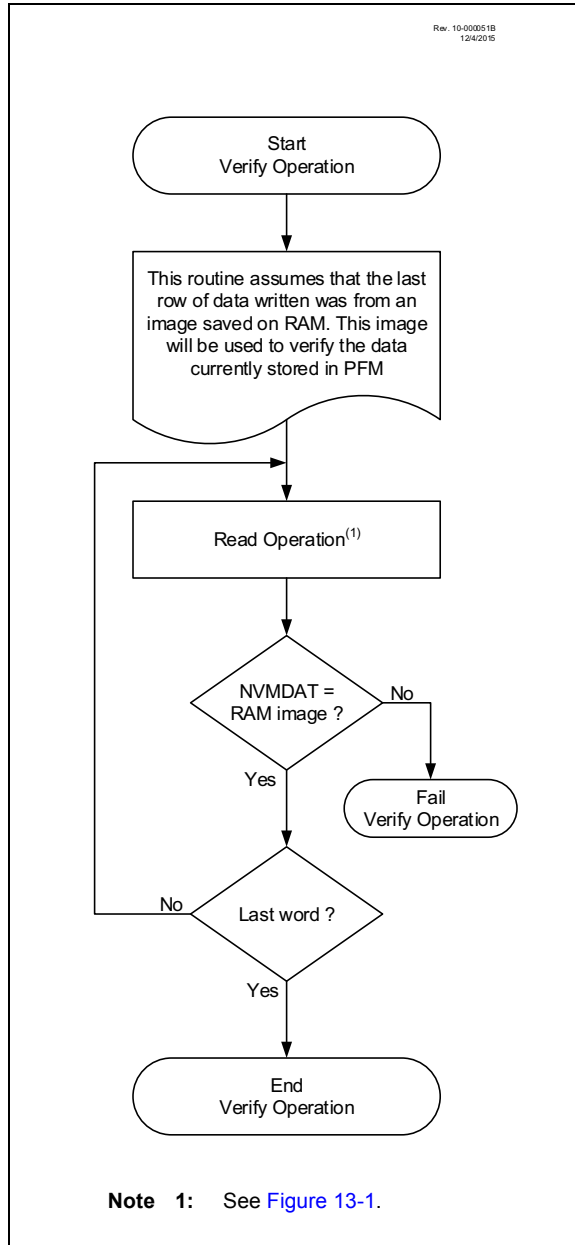 Rev. 10-000051B
12/4/2015
Start
Verify Operation
This routine assumes that the last
row of data written was from an
image saved on RAM. This image
will be used to verify the data
currently stored in PFM
Read Operation(1)
NVMDAT =
RAM image ?
No
Yes
Fail
Verify Operation
Last word ?
No
Yes
End
Verify Operation
Note 1: See Figure 13-1.